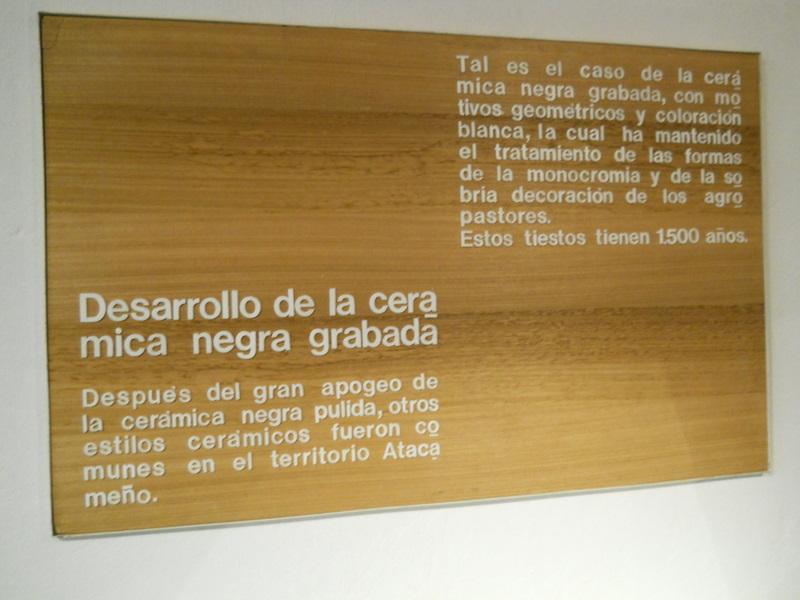 Desarrollo de la cera
mica negra grabada
Después del gran apogeo de
la cerámica negra pulida, otros
estilos cerámicos fueron co
munes en el territorio Ataca
meño.
Tal es el caso de la cerá
mica negra grabada, con mo
tivos geométricos y coloración
blanca, la cual ha mantenido
el tratamiento de las formas
de la monocromia y de la so
bria decoración de los agro
pastores.
Estos tiestos tienen 1.500 años.